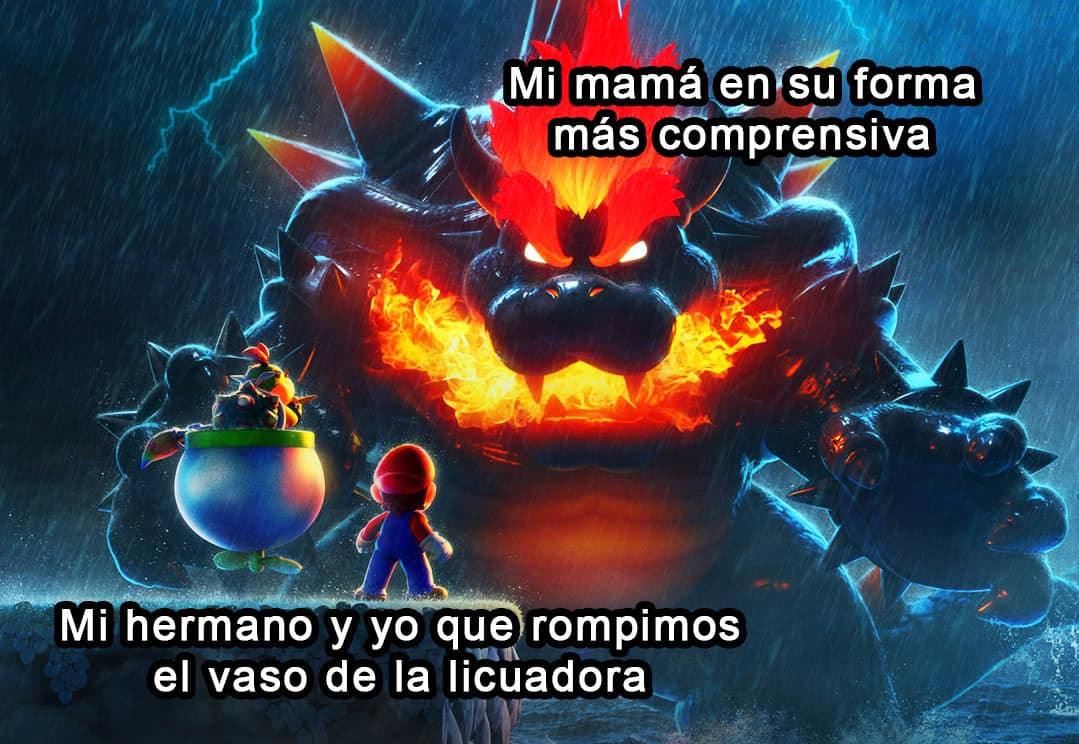 Mi mamá en su forma
más comprensiva
Mi hermano y yo que rompimos
el vaso de la licuadora